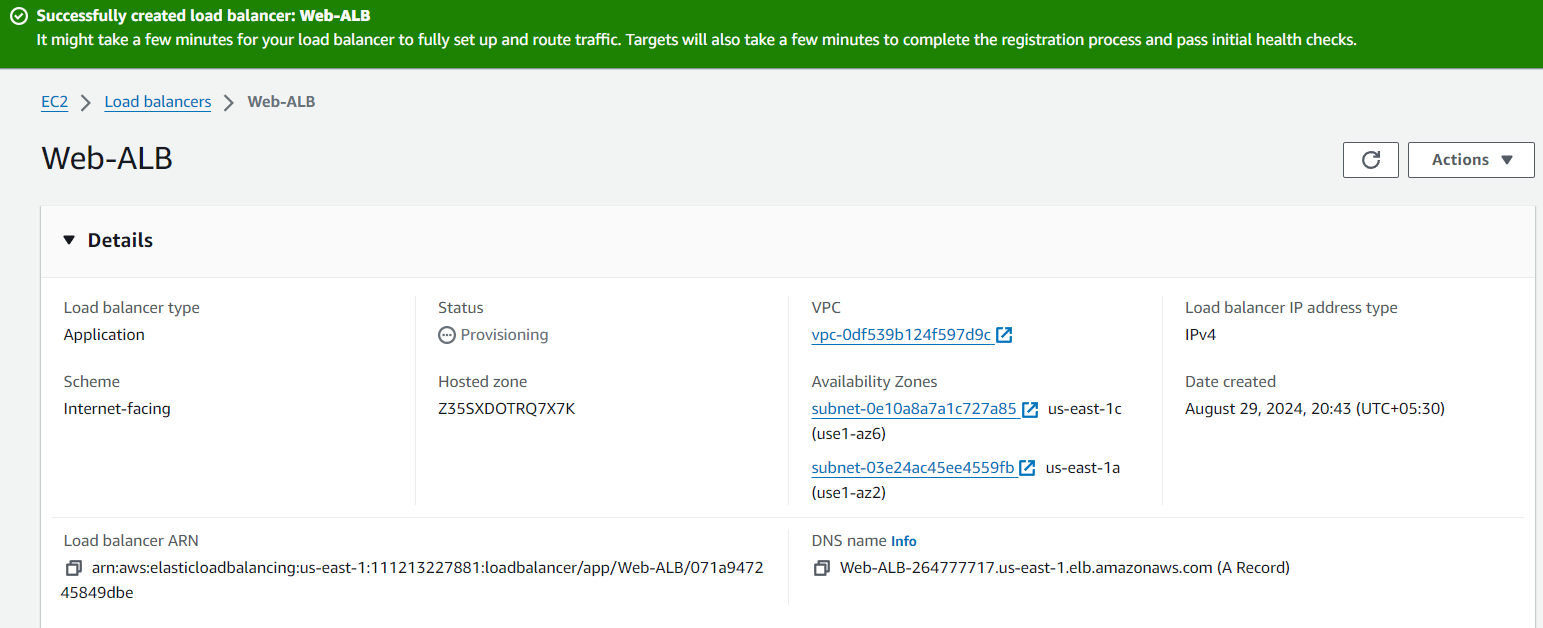 Successfully created load balancer: Web-ALB
It might take a few minutes for your load balancer to fully set up and route traffic. Targets will also take a few minutes to complete the registration process and pass initial health checks.
EC2 > Load balancers > Web-ALB
Web-ALB
Actions
Details
Load balancer type
Application
Status
Provisioning
VPC
vpc-0df539b124f597d9c
Load balancer IP address type
IPv4
Scheme
Internet-facing
Hosted zone
Z35SXDOTRQ7X7K
Availability Zones
subnet-0e10a8a7a1c727a85 us-east-1c
(use1-az6)
subnet-03e24ac45ee4559fb us-east-1a
(use1-az2)
Date created
August 29, 2024, 20:43 (UTC+05:30)
Load balancer ARN
arn:aws:elasticloadbalancing:us-east-1:111213227881:loadbalancer/app/Web-ALB/071a9472
45849dbe
DNS name Info
Web-ALB-264777717.us-east-1.elb.amazonaws.com (A Record)